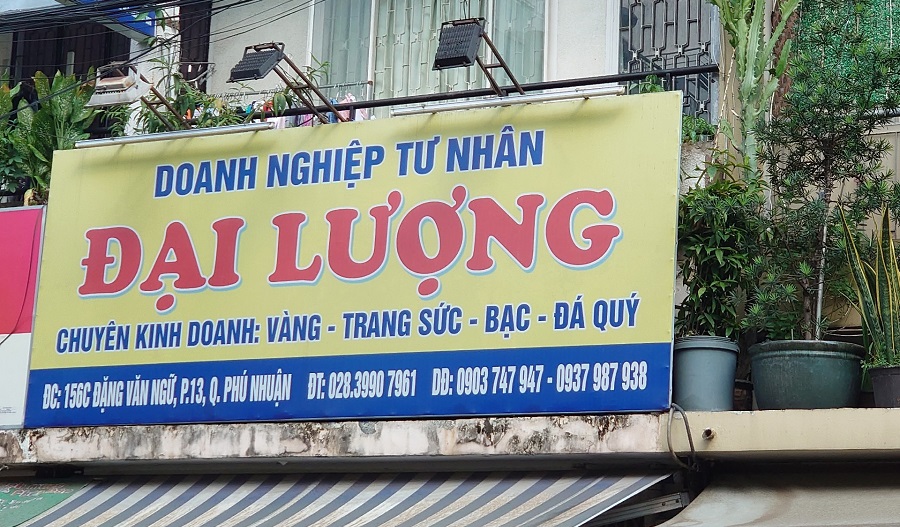 DOANH NGHIỆP TƯ NHÂN
ĐẠI LƯỢNG
CHUYÊN KINH DOANH: VÀNG - TRANG SỨC - BẠC - ĐÁ QUÝ
ĐC: 156C ĐẶNG VĂN NGỮ, P.13, Q. PHÚ NHUẬN ĐT: 028.3990 7961 DĐ: 0903 747 947 - 0937 987 938